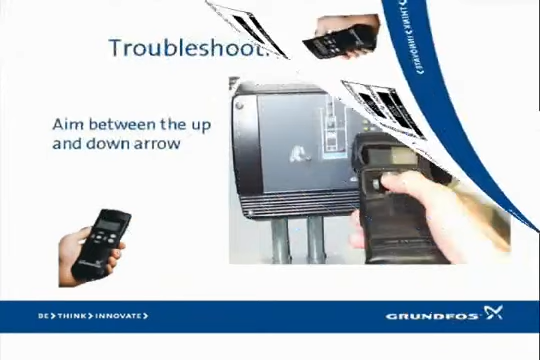 Troubleshoot
Aim between the up
and down arrow
BE > THINK > INNOVATE >
GRUNDFOS